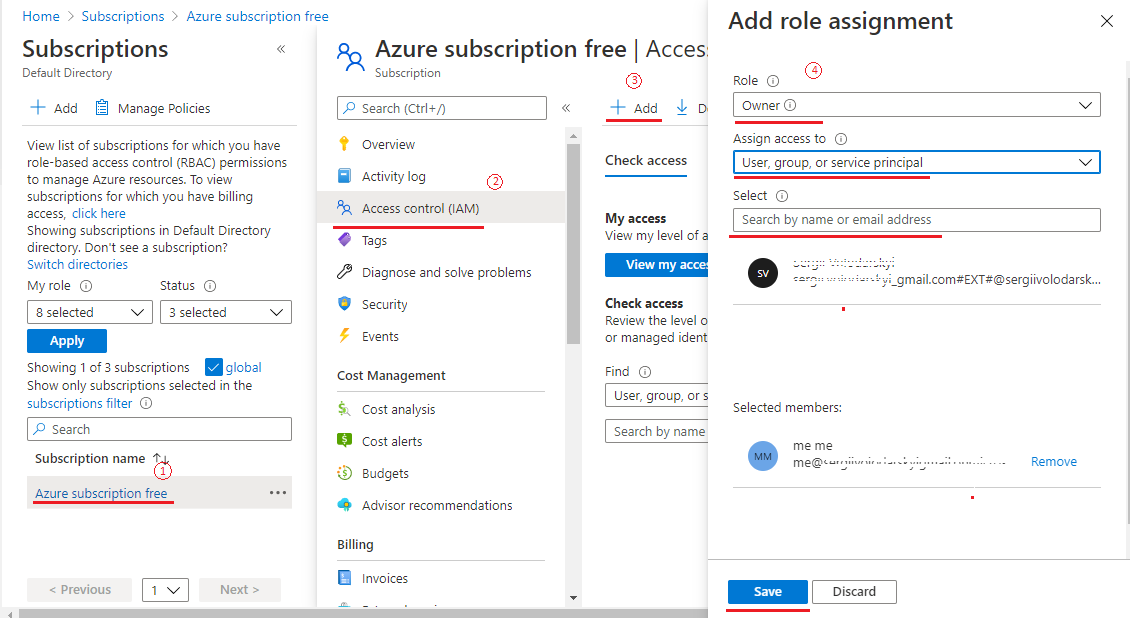 Home > Subscriptions > Azure subscription free
Subscriptions
«
Default Directory
Add
Manage Policies
View list of subscriptions for which you have
role-based access control (RBAC) permissions
to manage Azure resources. To view
subscriptions for which you have billing
access, click here
Showing subscriptions in Default Directory
directory. Don't see a subscription?
Switch directories
My role
Status
8 selected
3 selected
Apply
Showing 1 of 3 subscriptions
global
Show only subscriptions selected in the
subscriptions filter
Search
Subscription name ↑↓
1
Azure subscription free
...
< Previous
1
Next >
Azure subscription free | Access
Subscription
Search (Ctrl+/)
«
Overview
Activity log
2
Access control (IAM)
Tags
Diagnose and solve problems
Security
Events
Cost Management
Cost analysis
Cost alerts
Budgets
Advisor recommendations
Billing
Invoices
3
Add
Check access
My access
View my level of a
View my acces
Check access
Review the level o
or managed ident
Find
User, group, or s
Search by name
Add role assignment
4
Role
Owner
Assign access to
User, group, or service principal
Select
Search by name or email address
SV
_gmail.com#EXT#@sergiivolodarsk...
Selected members:
MM
me me
me@
Remove
Save
Discard